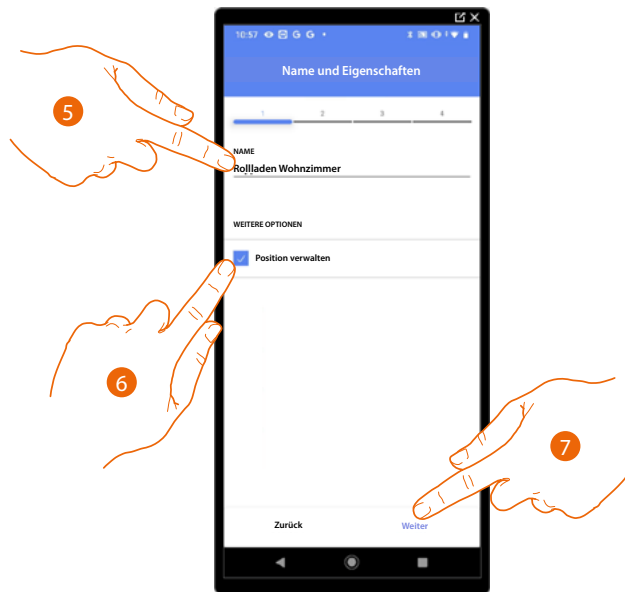 10:57 G G
Name und Eigenschaften
1 2 3 4
NAME
5
Rollladen Wohnzimmer
WEITERE OPTIONEN
Position verwalten
6
7
Zurück Weiter